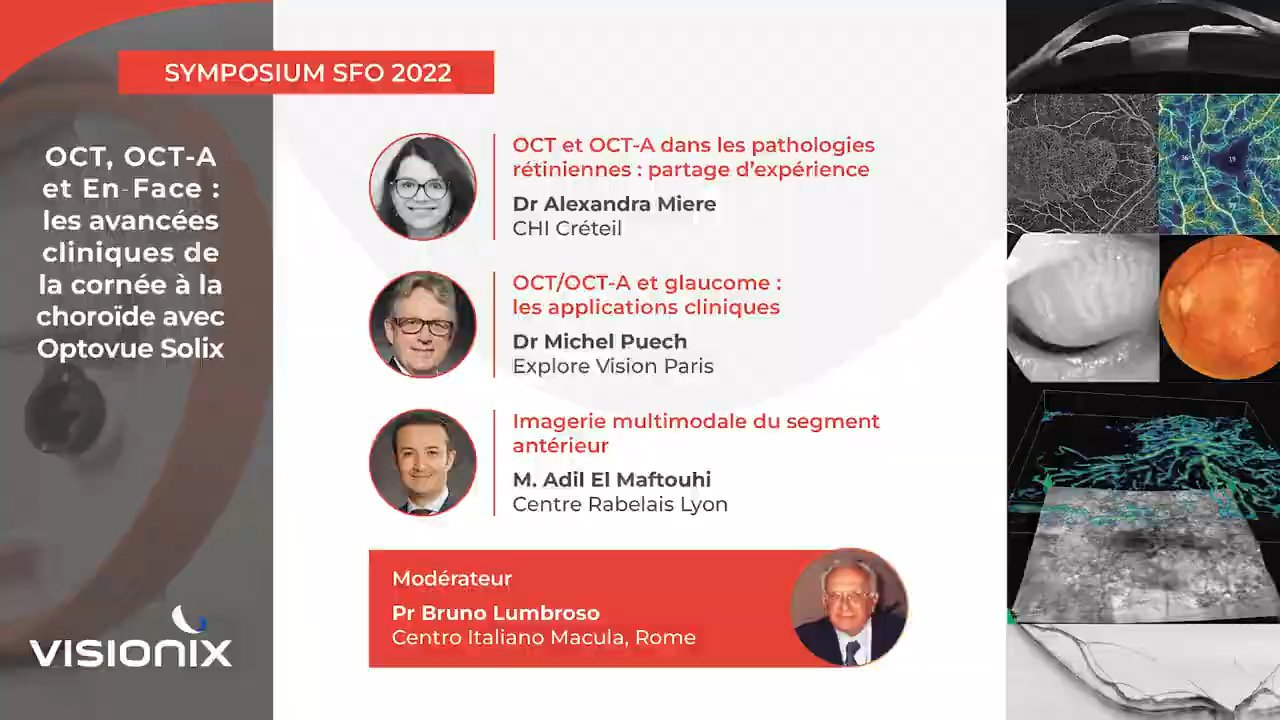 SYMPOSIUM SFO 2022
OCT, OCT-A
et En-Face :
les avancées
cliniques de
la cornée à la
choroïde avec
Optovue Solix
VISIONIX
OCT et OCT-A dans les pathologies
rétiniennes : partage d'expérience
Dr Alexandra Miere
CHI Créteil
OCT/OCT-A et glaucome :
les applications cliniques
Dr Michel Puech
Explore Vision Paris
Imagerie multimodale du segment
antérieur
M. Adil El Maftouhi
Centre Rabelais Lyon
Modérateur
Pr Bruno Lumbroso
Centro Italiano Macula, Rome